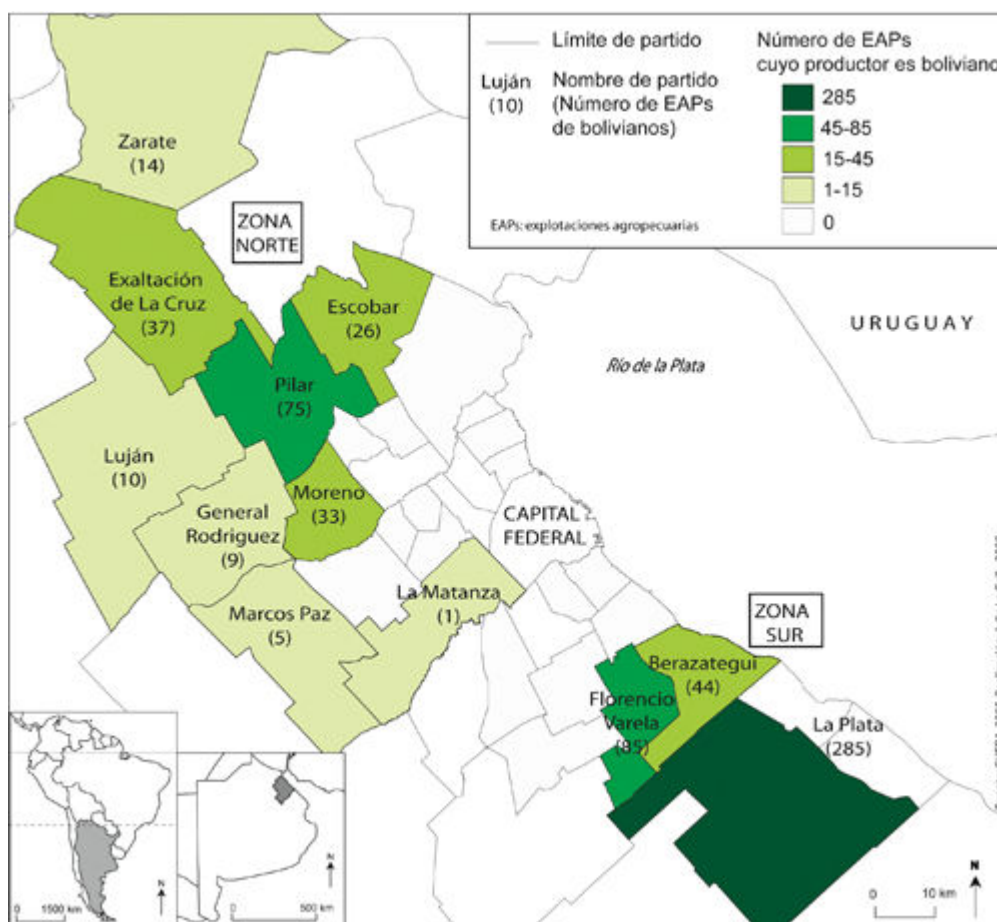 Límite de partido
Luján
(10)
Nombre de partido
(Número de EAPs
de bolivianos)
Número de EAPs
cuyo productor es boliviano
285
45-85
15-45
1-15
0
EAPs: explotaciones agropecuarias
Zarate
(14)
ZONA
NORTE
Exaltación
de La Cruz
(37)
Escobar
(26)
URUGUAY
Río de la Plata
Pilar
(75)
Luján
(10)
Moreno
(33)
General
Rodriguez
(9)
CAPITAL
FEDERAL
La Matanza
(1)
Marcos Paz
(5)
ZONA
SUR
Berazategui
(44)
Florencio
Varela
(85)
La Plata
(285)
N
0 1500 km
N
0 500 km
N
0 10 km